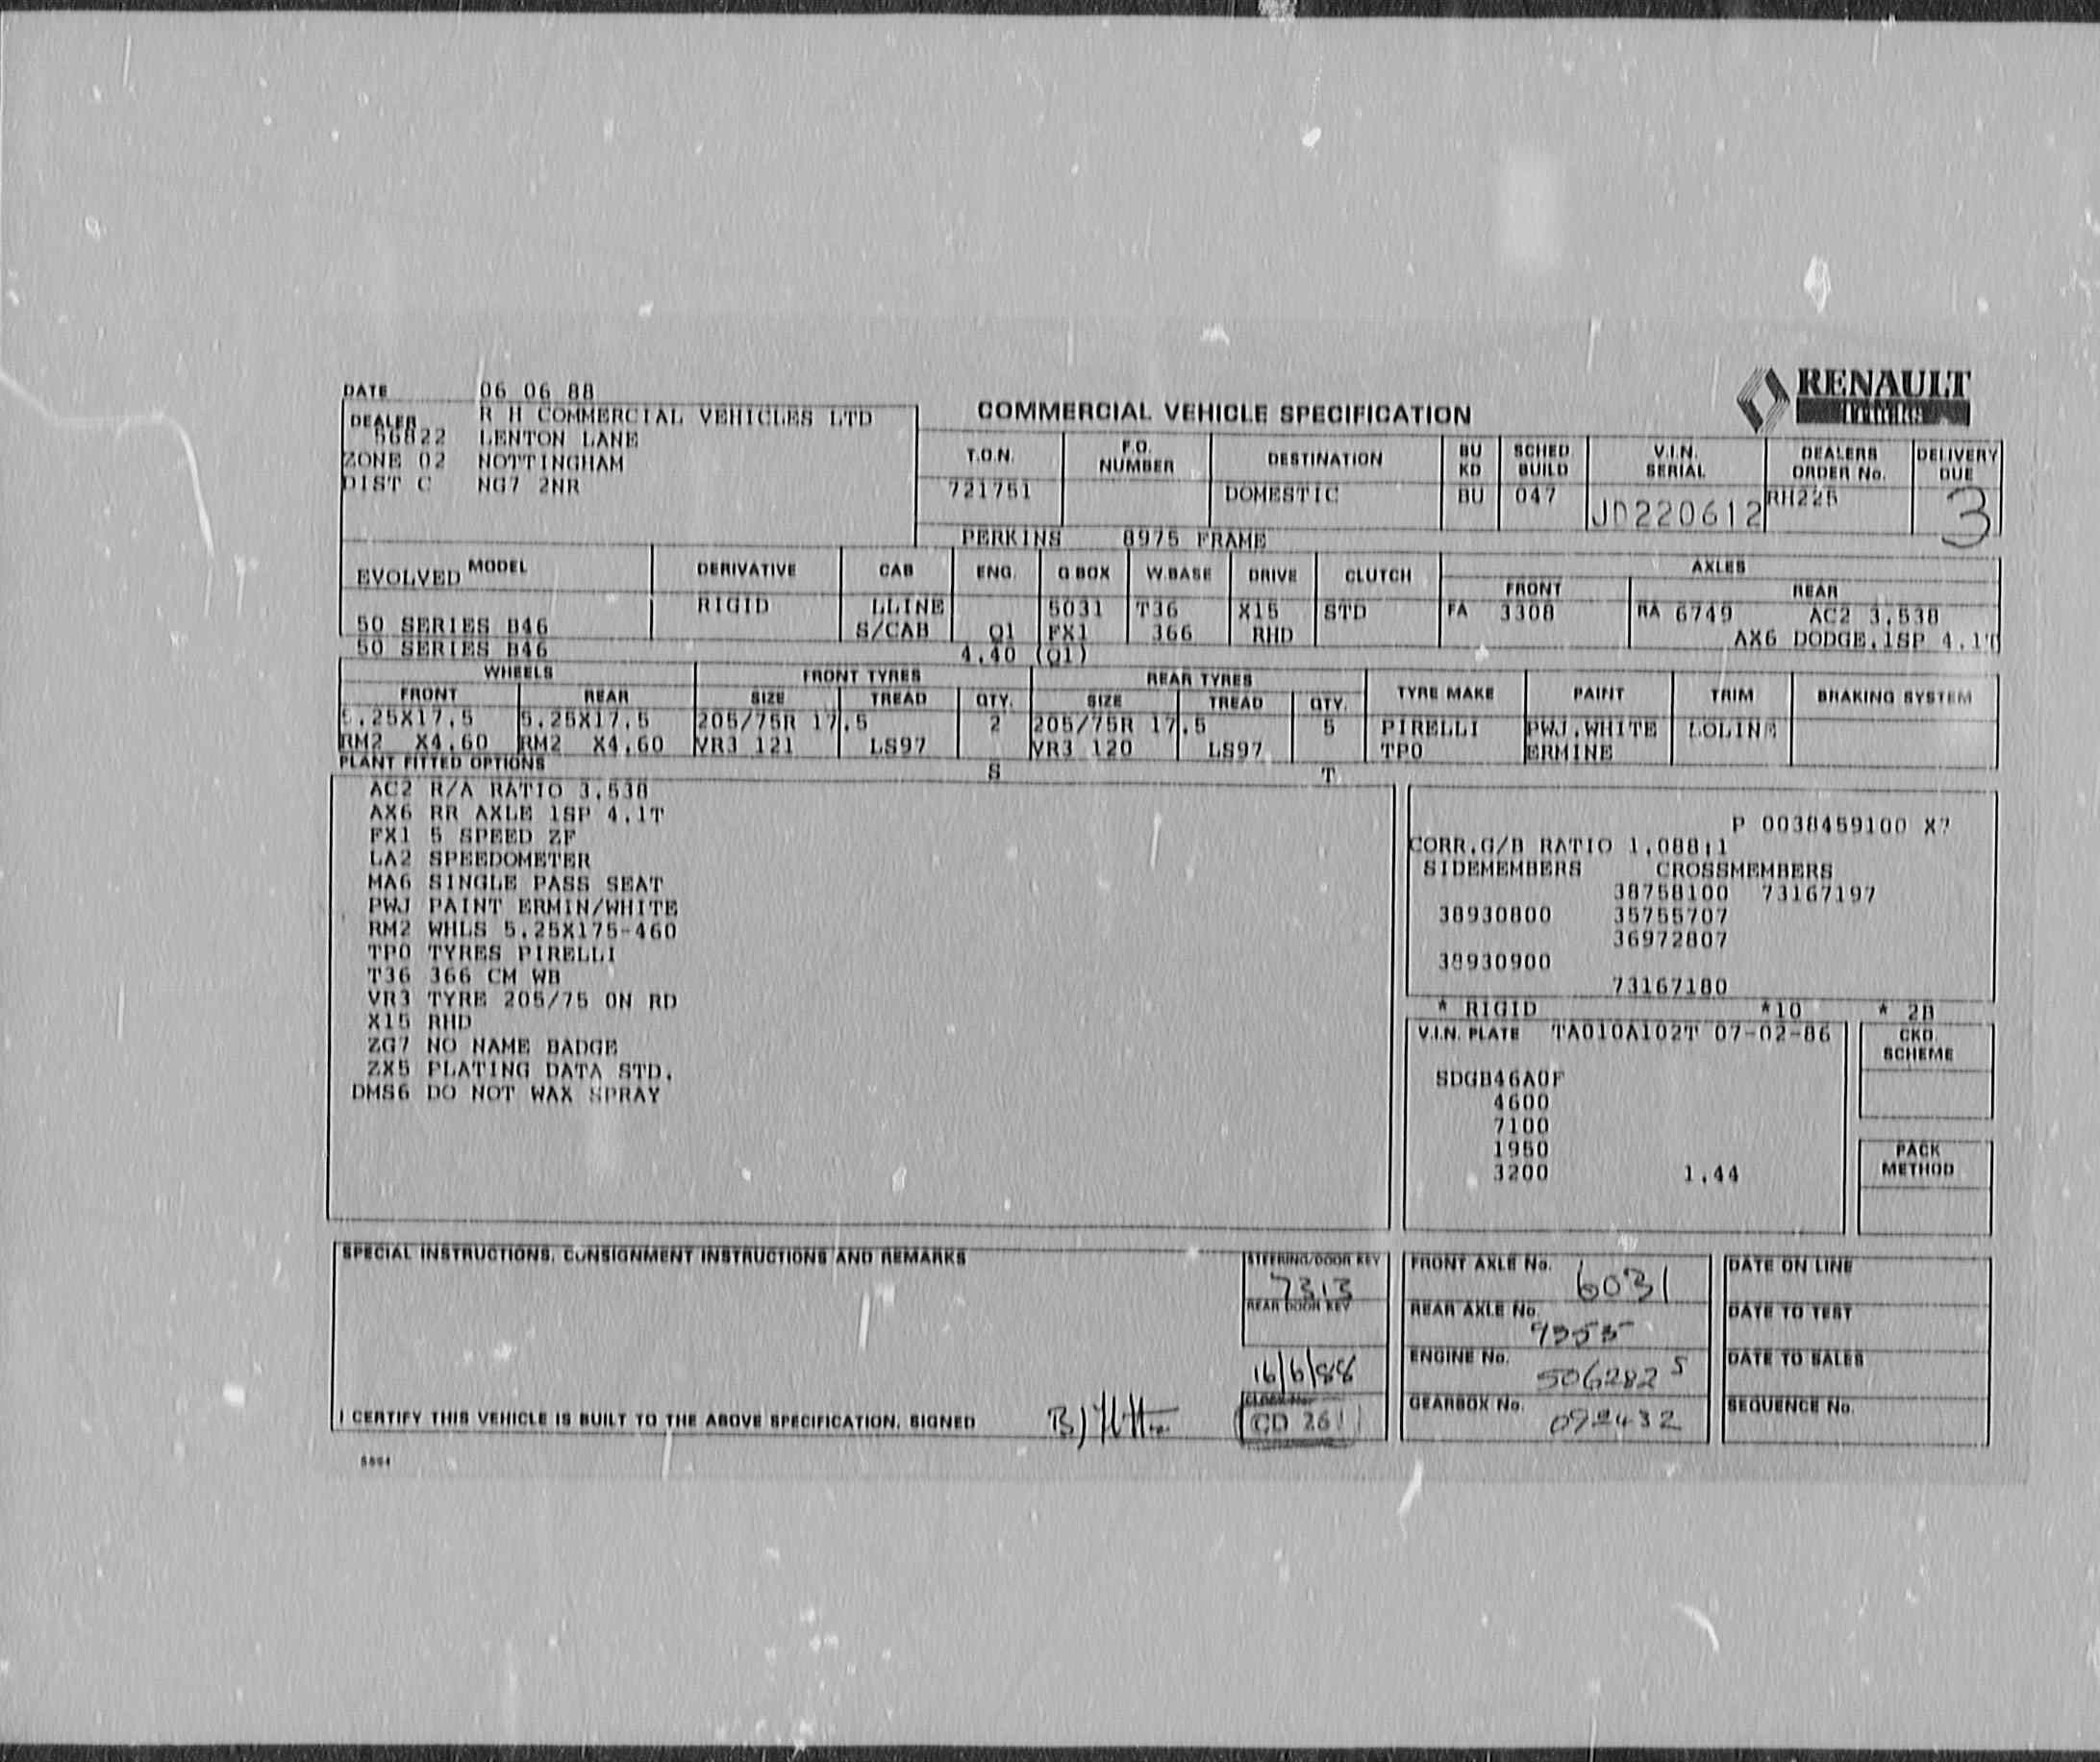 RENAULT
Trucks
DATE 06 06 88
DEALER R H COMMERCIAL VEHICLES LTD
56822 LENTON LANE
ZONE 02 NOTTINGHAM
DIST C NG7 2NR
COMMERCIAL VEHICLE SPECIFICATION
T.O.N. F.O. NUMBER DESTINATION BU KD SCHED BUILD V.I.N. SERIAL DEALERS ORDER No. DELIVERY DUE
721751 DOMESTIC BU 047 JD220612 RH225 3
PERKINS 8975 FRAME
MODEL DERIVATIVE CAB ENG. G.BOX W.BASE DRIVE CLUTCH AXLES
EVOLVED FRONT REAR
RIGID LLINE 5031 T36 X15 STD FA 3308 RA 6749 AC2 3.538
50 SERIES B46 S/CAB Q1 FX1 366 RHD AX6 DODGE.1SP 4.1T
50 SERIES B46 4.40 (Q1)
WHEELS FRONT TYRES REAR TYRES
FRONT REAR SIZE TREAD QTY. SIZE TREAD QTY. TYRE MAKE PAINT TRIM BRAKING SYSTEM
5.25X17.5 5.25X17.5 205/75R 17.5 2 205/75R 17.5 5 PIRELLI PWJ.WHITE LOLINE
RM2 X4.60 RM2 X4.60 VR3 121 LS97 VR3 120 LS97 TPO ERMINE
PLANT FITTED OPTIONS S T
AC2 R/A RATIO 3.538
AX6 RR AXLE 1SP 4.1T
FX1 5 SPEED ZF
LA2 SPEEDOMETER
MA6 SINGLE PASS SEAT
PWJ PAINT ERMIN/WHITE
RM2 WHLS 5.25X175-460
TPO TYRES PIRELLI
T36 366 CM WB
VR3 TYRE 205/75 ON RD
X15 RHD
ZG7 NO NAME BADGE
ZX5 PLATING DATA STD.
DMS6 DO NOT WAX SPRAY
P 0038459100 X?
CORR.G/B RATIO 1.088:1
SIDEMEMBERS CROSSMEMBERS
38758100 73167197
38930800 35755707
36972807
38930900
73167180
* RIGID *10 * 2B
V.I.N. PLATE TA010A102T 07-02-86
CKD. SCHEME
SDGB46A0F
4600
7100
1950
3200 1.44
PACK METHOD
SPECIAL INSTRUCTIONS, CONSIGNMENT INSTRUCTIONS AND REMARKS
STEERING/DOOR KEY
7313
REAR DOOR KEY
16/6/88
CLOCK No.
CD 261
FRONT AXLE No. 6031
REAR AXLE No. 9355
ENGINE No. 506282 S
GEARBOX No. 092432
DATE ON LINE
DATE TO TEST
DATE TO SALES
SEQUENCE No.
I CERTIFY THIS VEHICLE IS BUILT TO THE ABOVE SPECIFICATION. SIGNED